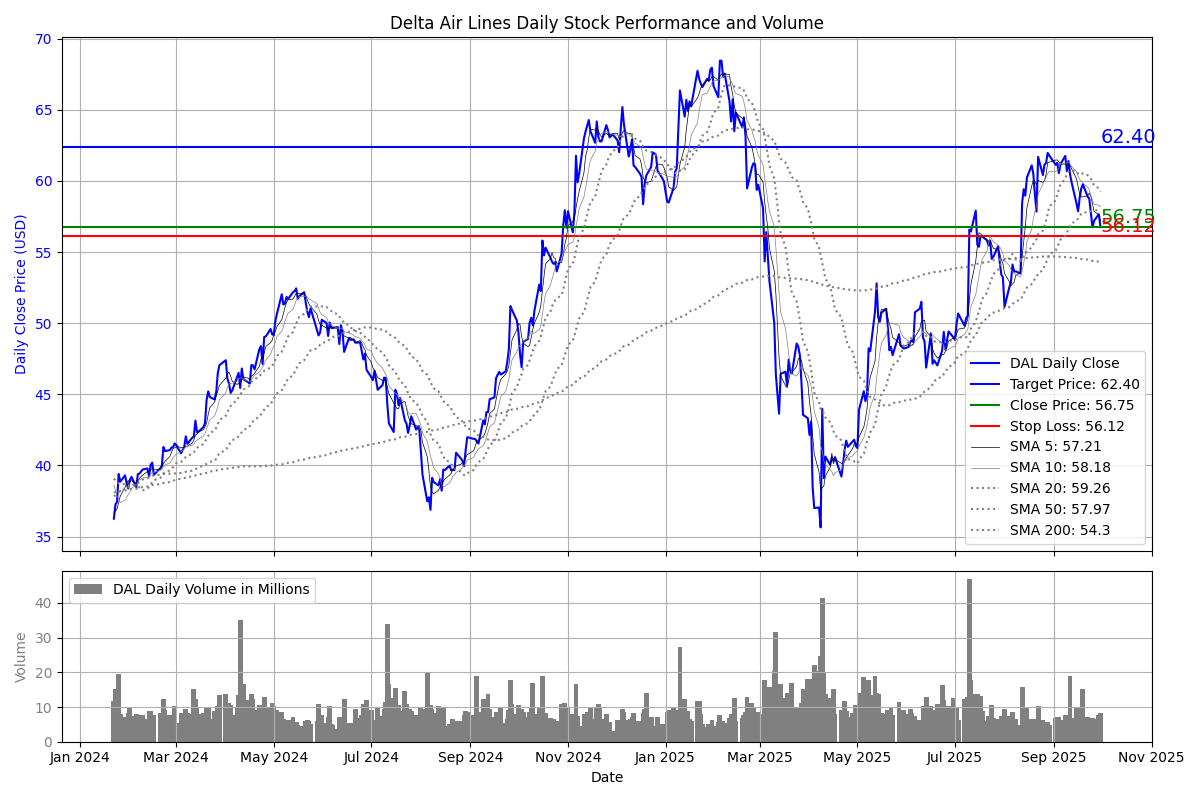 Delta Air Lines Daily Stock Performance and Volume
Daily Close Price (USD)
70
65
60
55
50
45
40
35
62.40
56.75
56.12
DAL Daily Close
Target Price: 62.40
Close Price: 56.75
Stop Loss: 56.12
SMA 5: 57.21
SMA 10: 58.18
SMA 20: 59.26
SMA 50: 57.97
SMA 200: 54.3
DAL Daily Volume in Millions
Volume
40
30
20
10
0
Jan 2024 Mar 2024 May 2024 Jul 2024 Sep 2024 Nov 2024 Jan 2025 Mar 2025 May 2025 Jul 2025 Sep 2025 Nov 2025
Date